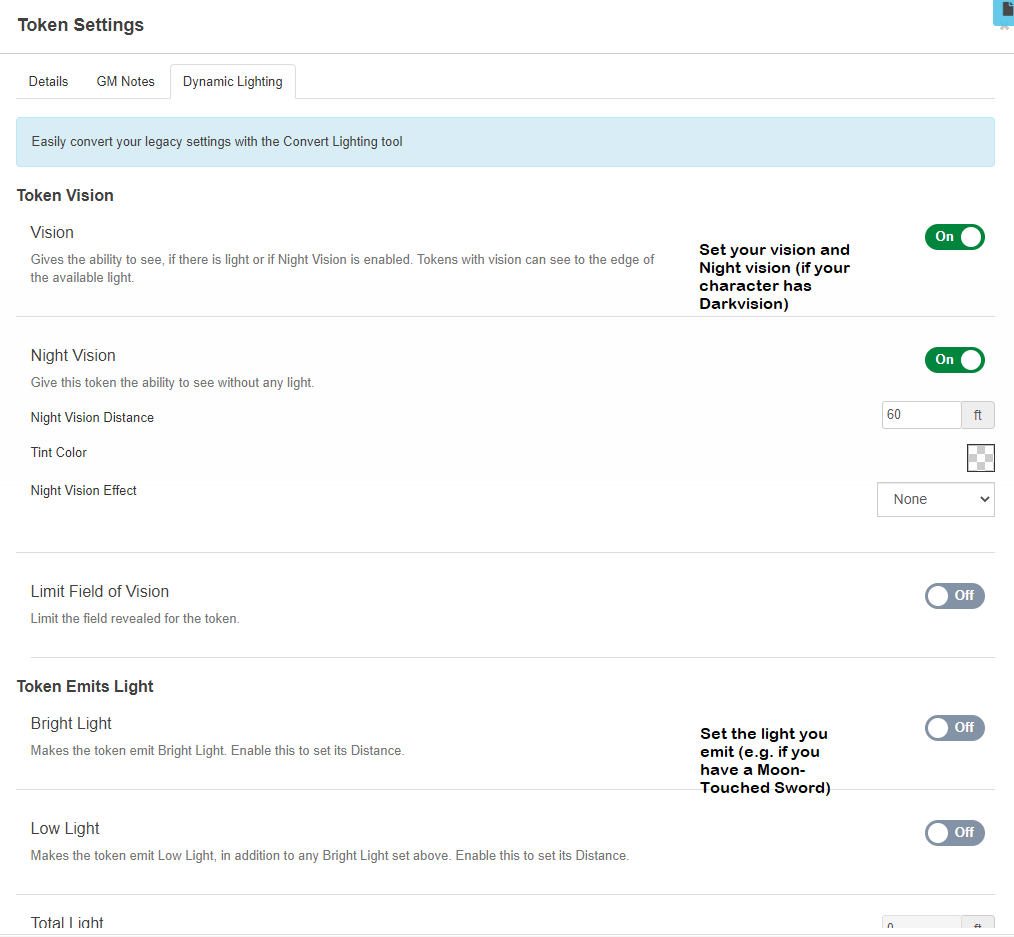 Token Settings
Details GM Notes Dynamic Lighting
Easily convert your legacy settings with the Convert Lighting tool
Token Vision
Vision
On
Gives the ability to see, if there is light or if Night Vision is enabled. Tokens with vision can see to the edge of
the available light.
Set your vision and
Night vision (if your
character has
Darkvision)
Night Vision
On
Give this token the ability to see without any light.
Night Vision Distance
60 ft
Tint Color
Night Vision Effect
None
Limit Field of Vision
Off
Limit the field revealed for the token.
Token Emits Light
Bright Light
Off
Makes the token emit Bright Light. Enable this to set its Distance.
Set the light you
emit (e.g. if you
have a Moon-
Touched Sword)
Low Light
Off
Makes the token emit Low Light, in addition to any Bright Light set above. Enable this to set its Distance.
Total Light
0 ft